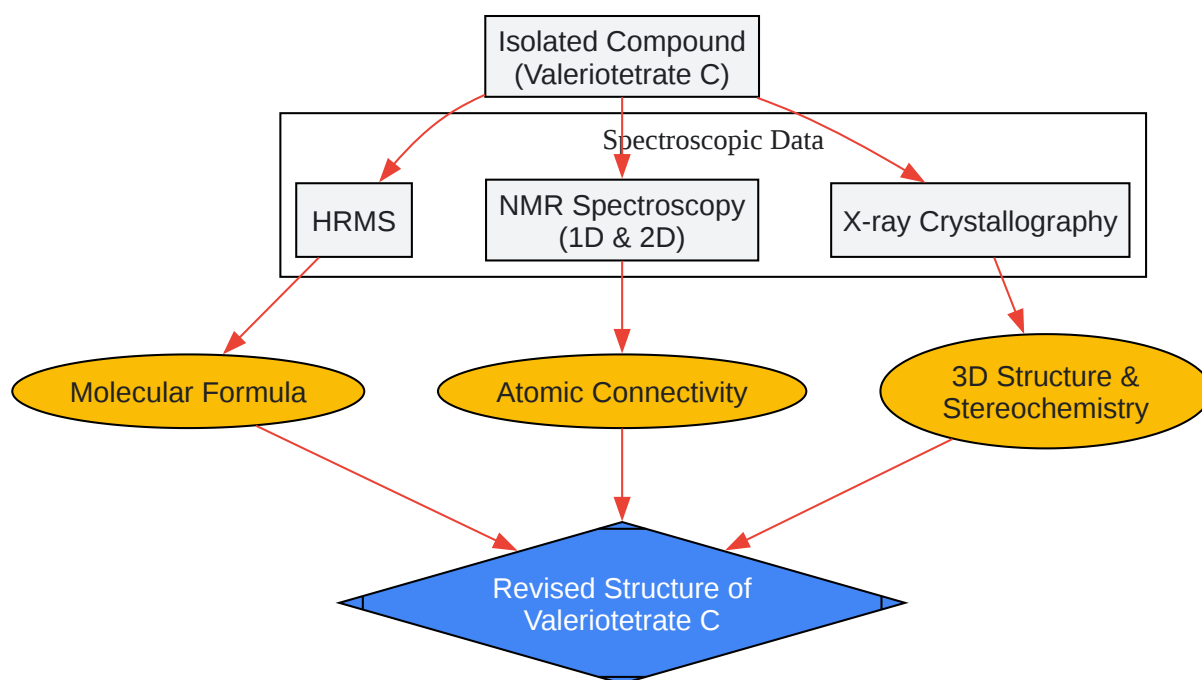 Isolated Compound
(Valeriotetrate C)
Spectroscopic Data
HRMS
NMR Spectroscopy
(1D & 2D)
X-ray Crystallography
Molecular Formula
Atomic Connectivity
3D Structure &
Stereochemistry
Revised Structure of
Valeriotetrate C